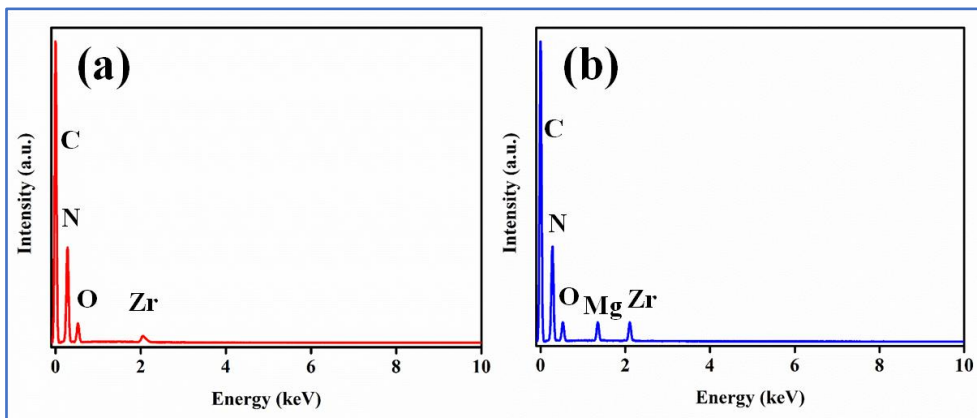 (a)
C
N
O
Zr
Intensity (a.u.)
0 2 4 6 8 10
Energy (keV)
(b)
C
N
O Mg Zr
Intensity (a.u.)
0 2 4 6 8 10
Energy (keV)